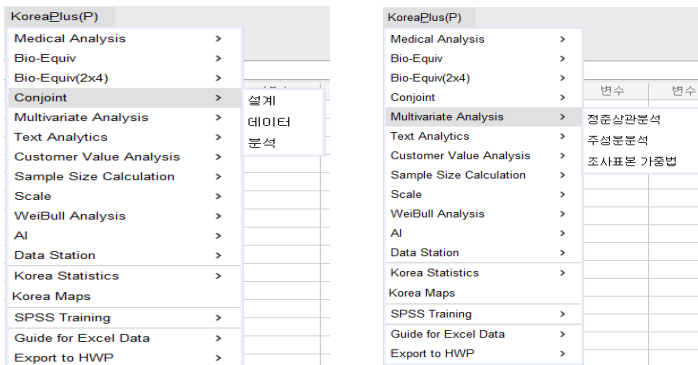 KoreaPlus(P)
Medical Analysis
Bio-Equiv
Bio-Equiv(2x4)
Conjoint
설계
데이터
분석
Multivariate Analysis
Text Analytics
Customer Value Analysis
Sample Size Calculation
Scale
WeiBull Analysis
AI
Data Station
Korea Statistics
Korea Maps
SPSS Training
Guide for Excel Data
Export to HWP
KoreaPlus(P)
Medical Analysis
Bio-Equiv
Bio-Equiv(2x4)
Conjoint
변수 변수
Multivariate Analysis
정준상관분석
주성분분석
조사표본 가중법
Text Analytics
Customer Value Analysis
Sample Size Calculation
Scale
WeiBull Analysis
AI
Data Station
Korea Statistics
Korea Maps
SPSS Training
Guide for Excel Data
Export to HWP